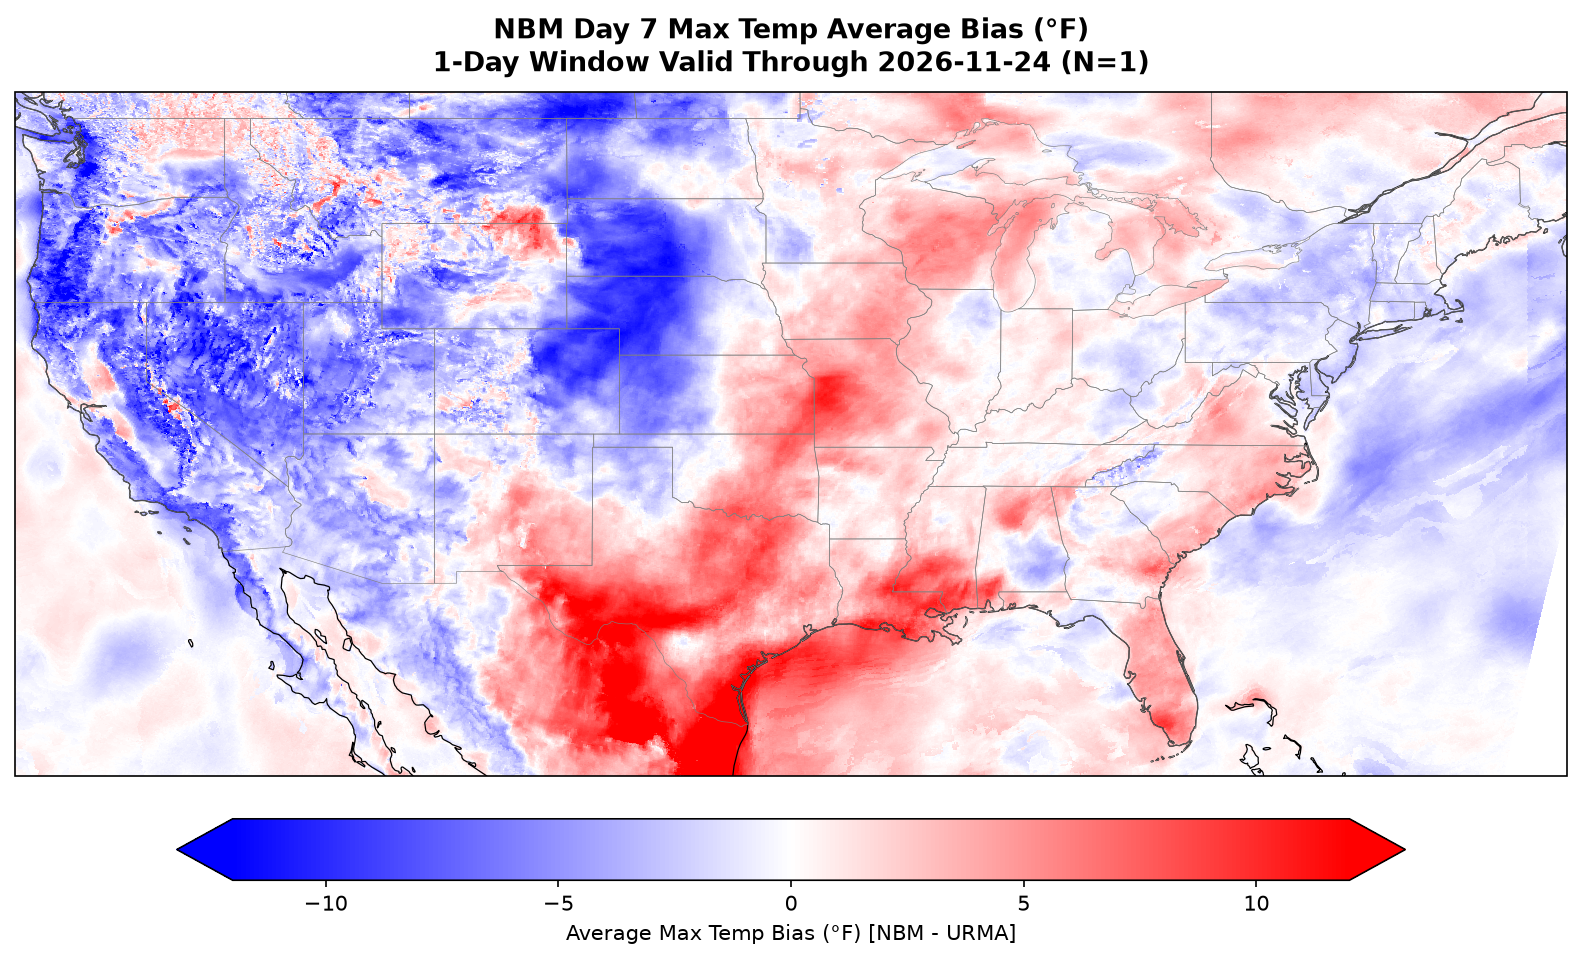 NBM Day 7 Max Temp Average Bias (°F)
1-Day Window Valid Through 2026-11-24 (N=1)
−10 −5 0 5 10
Average Max Temp Bias (°F) [NBM - URMA]